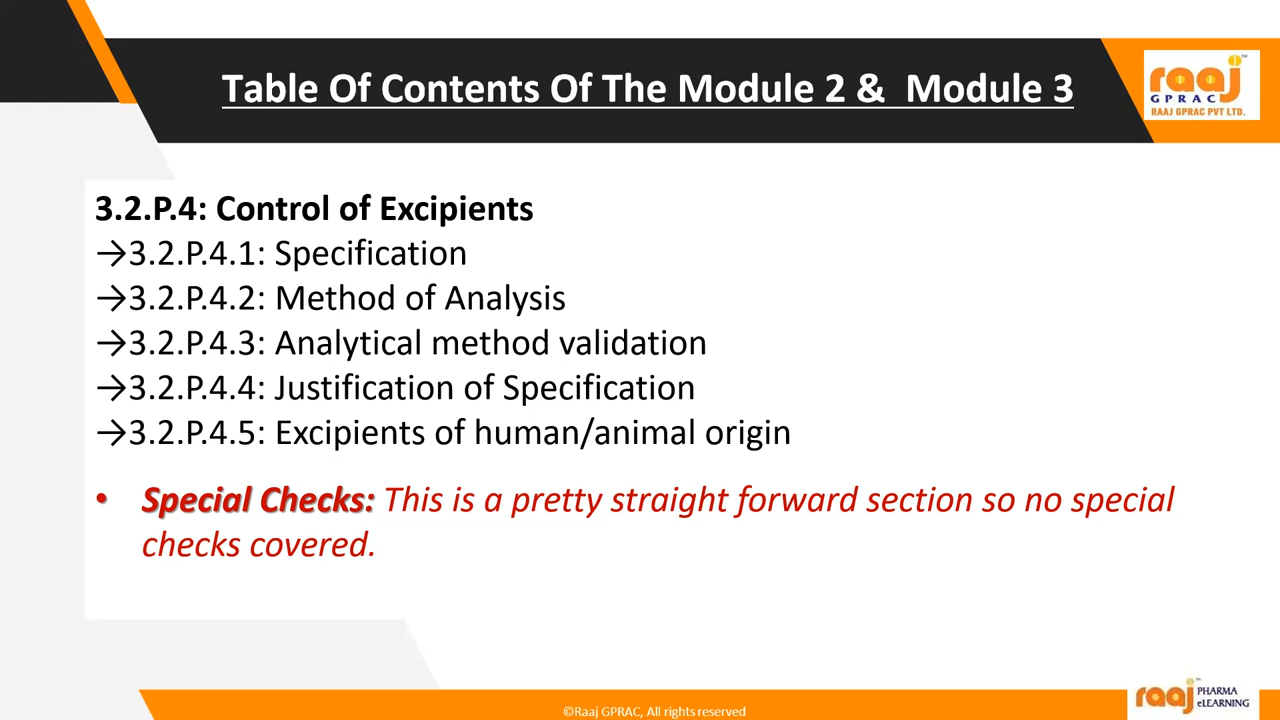 Table Of Contents Of The Module 2 & Module 3
raaj™
GPRAC
RAAJ GPRAC PVT LTD.
3.2.P.4: Control of Excipients
→3.2.P.4.1: Specification
→3.2.P.4.2: Method of Analysis
→3.2.P.4.3: Analytical method validation
→3.2.P.4.4: Justification of Specification
→3.2.P.4.5: Excipients of human/animal origin
• Special Checks: This is a pretty straight forward section so no special
checks covered.
©Raaj GPRAC, All rights reserved
raaj™ PHARMA
eLEARNING